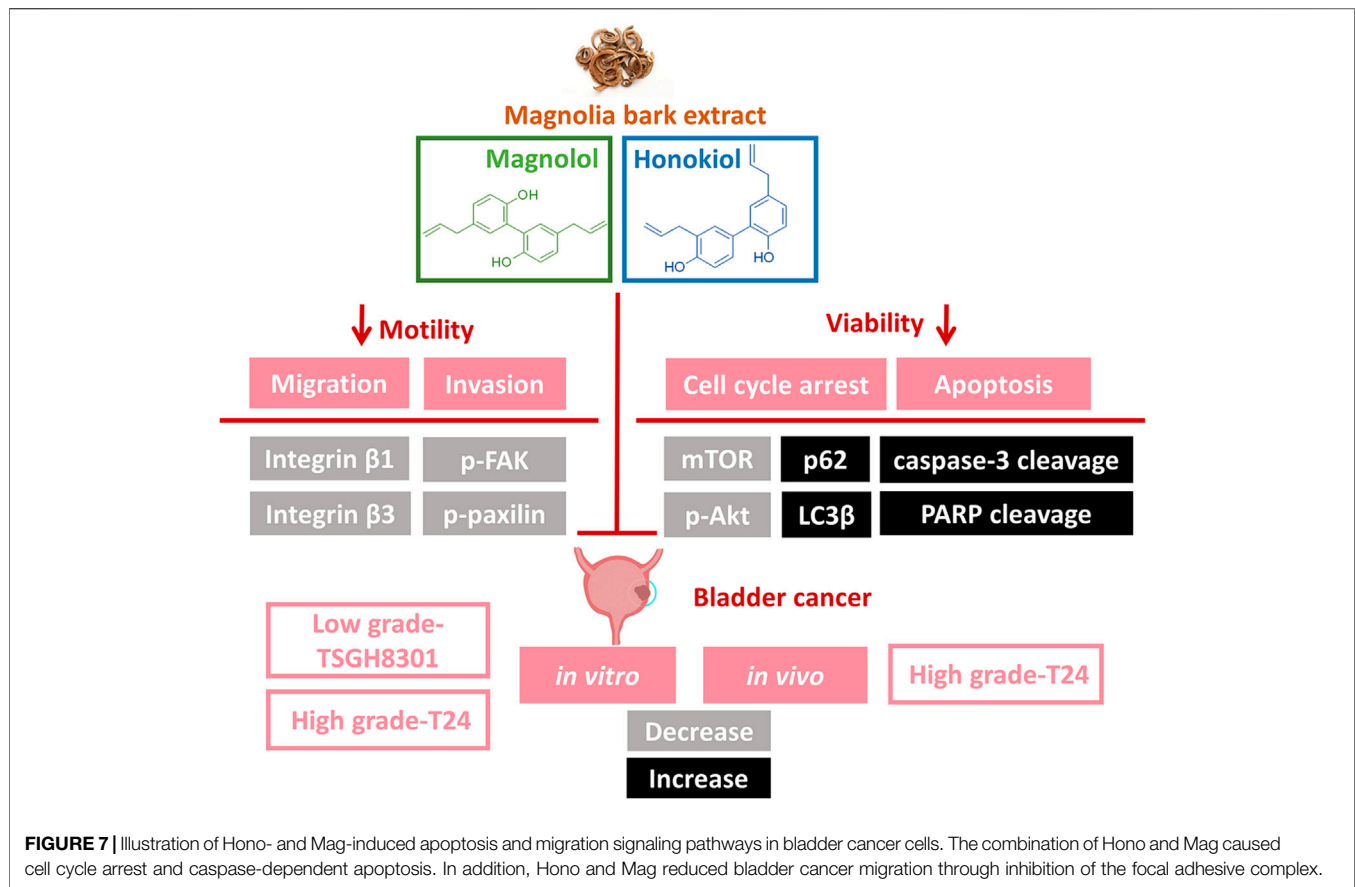 Magnolia bark extract
Magnolol
Honokiol
OH
HO
HO
HO
Motility
Viability
Migration
Invasion
Cell cycle arrest
Apoptosis
Integrin β1
p-FAK
mTOR
p62
caspase-3 cleavage
Integrin β3
p-paxilin
p-Akt
LC3β
PARP cleavage
Bladder cancer
Low grade-
TSGH8301
High grade-T24
in vitro
in vivo
High grade-T24
Decrease
Increase
FIGURE 7 | Illustration of Hono- and Mag-induced apoptosis and migration signaling pathways in bladder cancer cells. The combination of Hono and Mag caused
cell cycle arrest and caspase-dependent apoptosis. In addition, Hono and Mag reduced bladder cancer migration through inhibition of the focal adhesive complex.